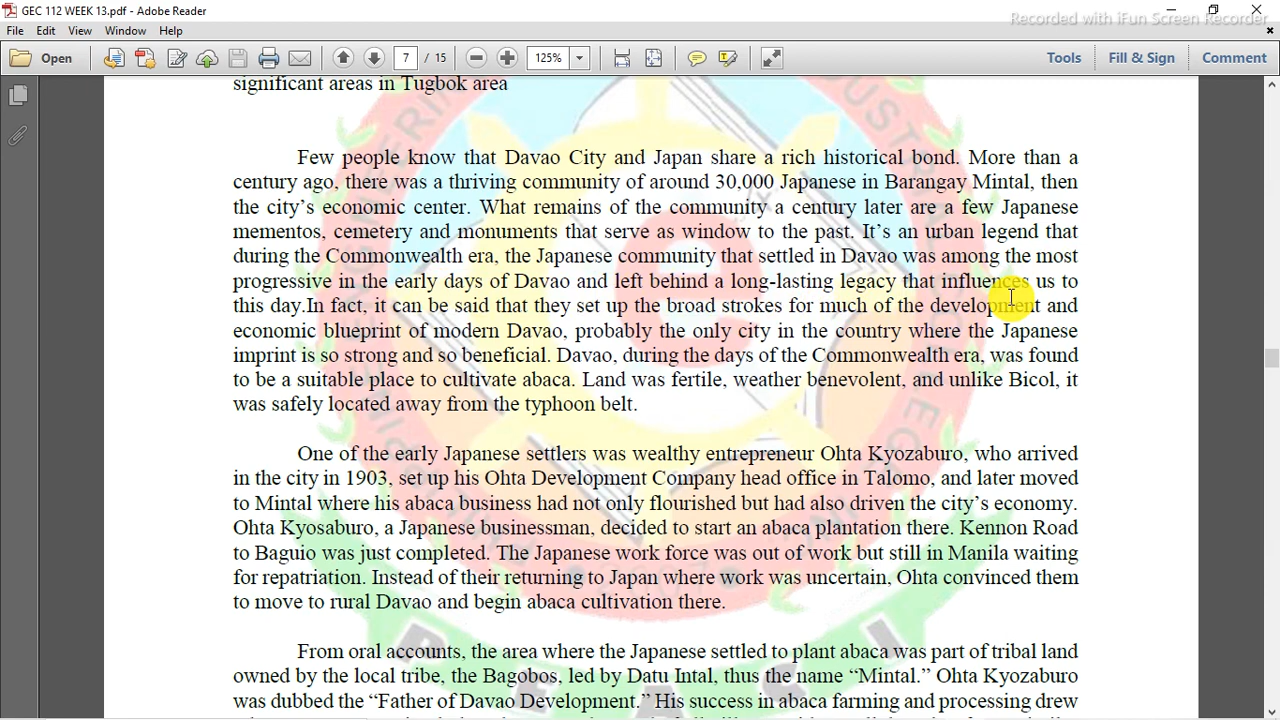 GEC 112 WEEK 13.pdf - Adobe Reader
Recorded with iFun Screen Recorder
File Edit View Window Help
Open 7 / 15 125% Tools Fill & Sign Comment
significant areas in Tugbok area
Few people know that Davao City and Japan share a rich historical bond. More than a
century ago, there was a thriving community of around 30,000 Japanese in Barangay Mintal, then
the city’s economic center. What remains of the community a century later are a few Japanese
mementos, cemetery and monuments that serve as window to the past. It’s an urban legend that
during the Commonwealth era, the Japanese community that settled in Davao was among the most
progressive in the early days of Davao and left behind a long-lasting legacy that influences us to
this day.In fact, it can be said that they set up the broad strokes for much of the development and
economic blueprint of modern Davao, probably the only city in the country where the Japanese
imprint is so strong and so beneficial. Davao, during the days of the Commonwealth era, was found
to be a suitable place to cultivate abaca. Land was fertile, weather benevolent, and unlike Bicol, it
was safely located away from the typhoon belt.
One of the early Japanese settlers was wealthy entrepreneur Ohta Kyozaburo, who arrived
in the city in 1903, set up his Ohta Development Company head office in Talomo, and later moved
to Mintal where his abaca business had not only flourished but had also driven the city’s economy.
Ohta Kyosaburo, a Japanese businessman, decided to start an abaca plantation there. Kennon Road
to Baguio was just completed. The Japanese work force was out of work but still in Manila waiting
for repatriation. Instead of their returning to Japan where work was uncertain, Ohta convinced them
to move to rural Davao and begin abaca cultivation there.
From oral accounts, the area where the Japanese settled to plant abaca was part of tribal land
owned by the local tribe, the Bagobos, led by Datu Intal, thus the name “Mintal.” Ohta Kyozaburo
was dubbed the “Father of Davao Development.” His success in abaca farming and processing drew